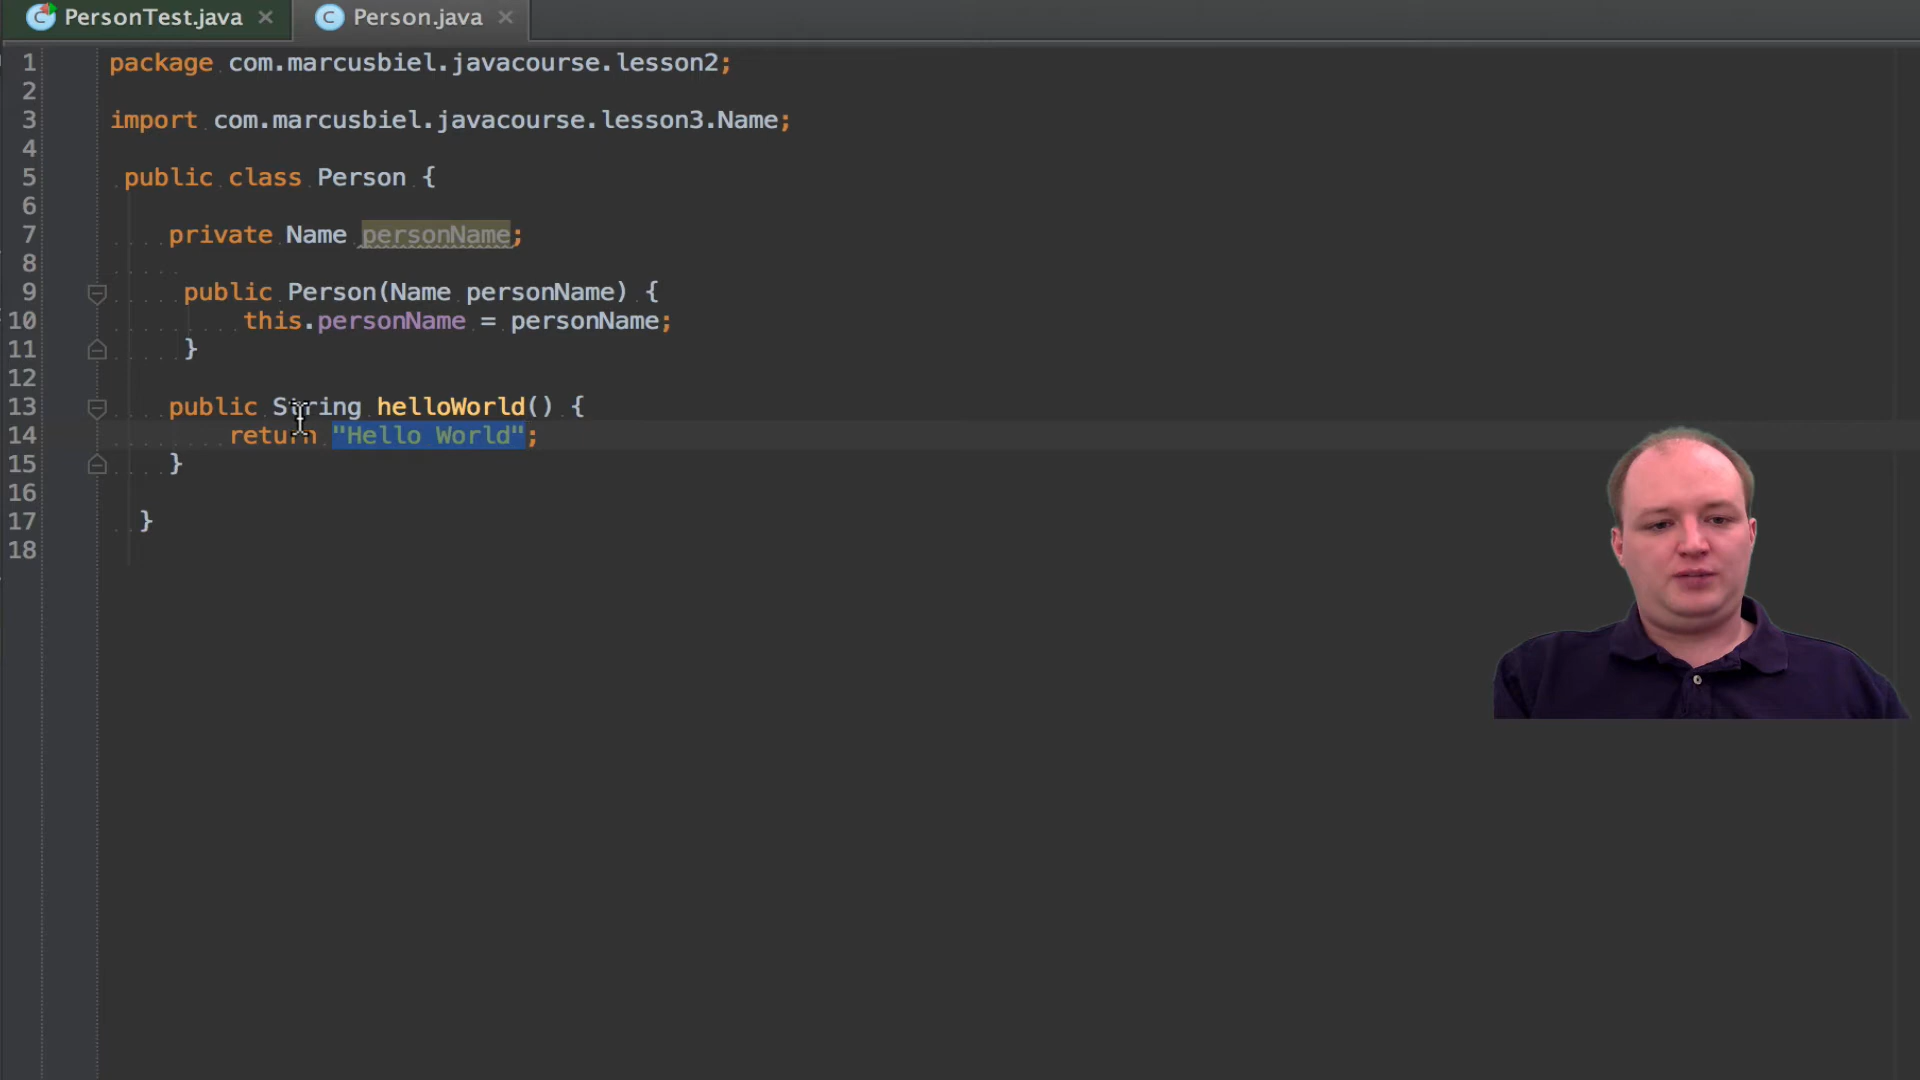 PersonTest.java
Person.java
1 package com.marcusbiel.javacourse.lesson2;
2
3 import com.marcusbiel.javacourse.lesson3.Name;
4
5 public class Person {
6
7 private Name personName;
8
9 public Person(Name personName) {
10 this.personName = personName;
11 }
12
13 public String helloWorld() {
14 return "Hello World";
15 }
16
17 }
18